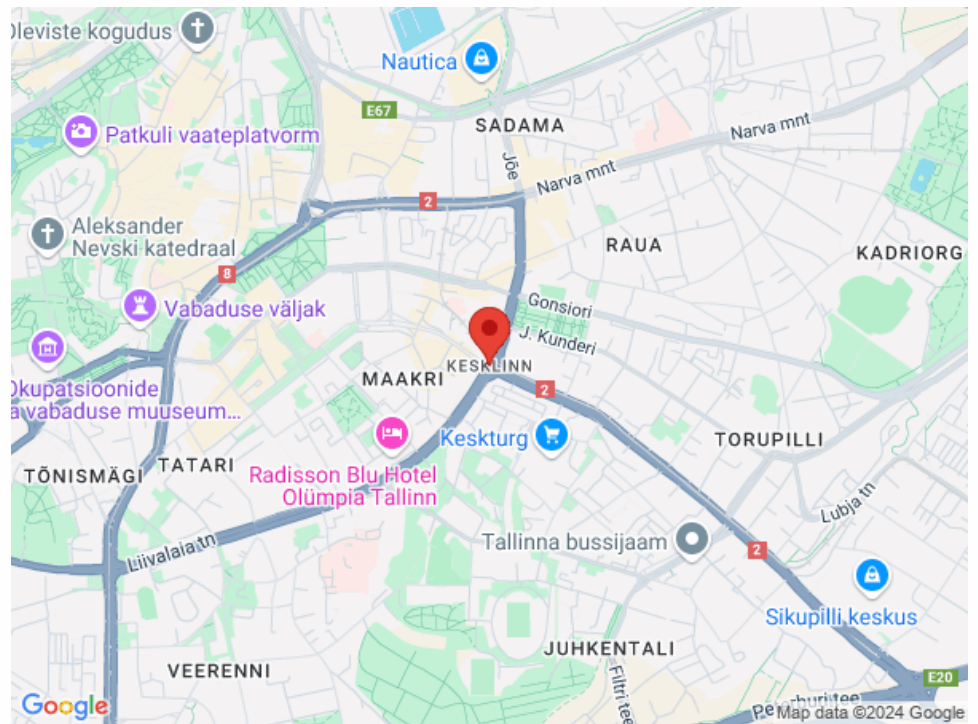 Oleviste kogudus
Nautica
E67
SADAMA
Patkuli vaateplatvorm
Narva mnt
Jõe
Narva mnt
2
Aleksander
Nevski katedraal
RAUA
KADRIORG
8
Vabaduse väljak
Gonsiori
J. Kunderi
KESKLINN
MAAKRI
2
Okupatsioonide
a vabaduse muuseum...
Keskturg
TORUPILLI
TÕNISMÄGI
TATARI
Radisson Blu Hotel
Olümpia Tallinn
Lubja tn
Liivalaia tn
Tallinna bussijaam
2
Sikupilli keskus
JUHKENTALI
VEERENNI
Filtri tee
E20
Peterburi tee
Google
Map data ©2024 Google